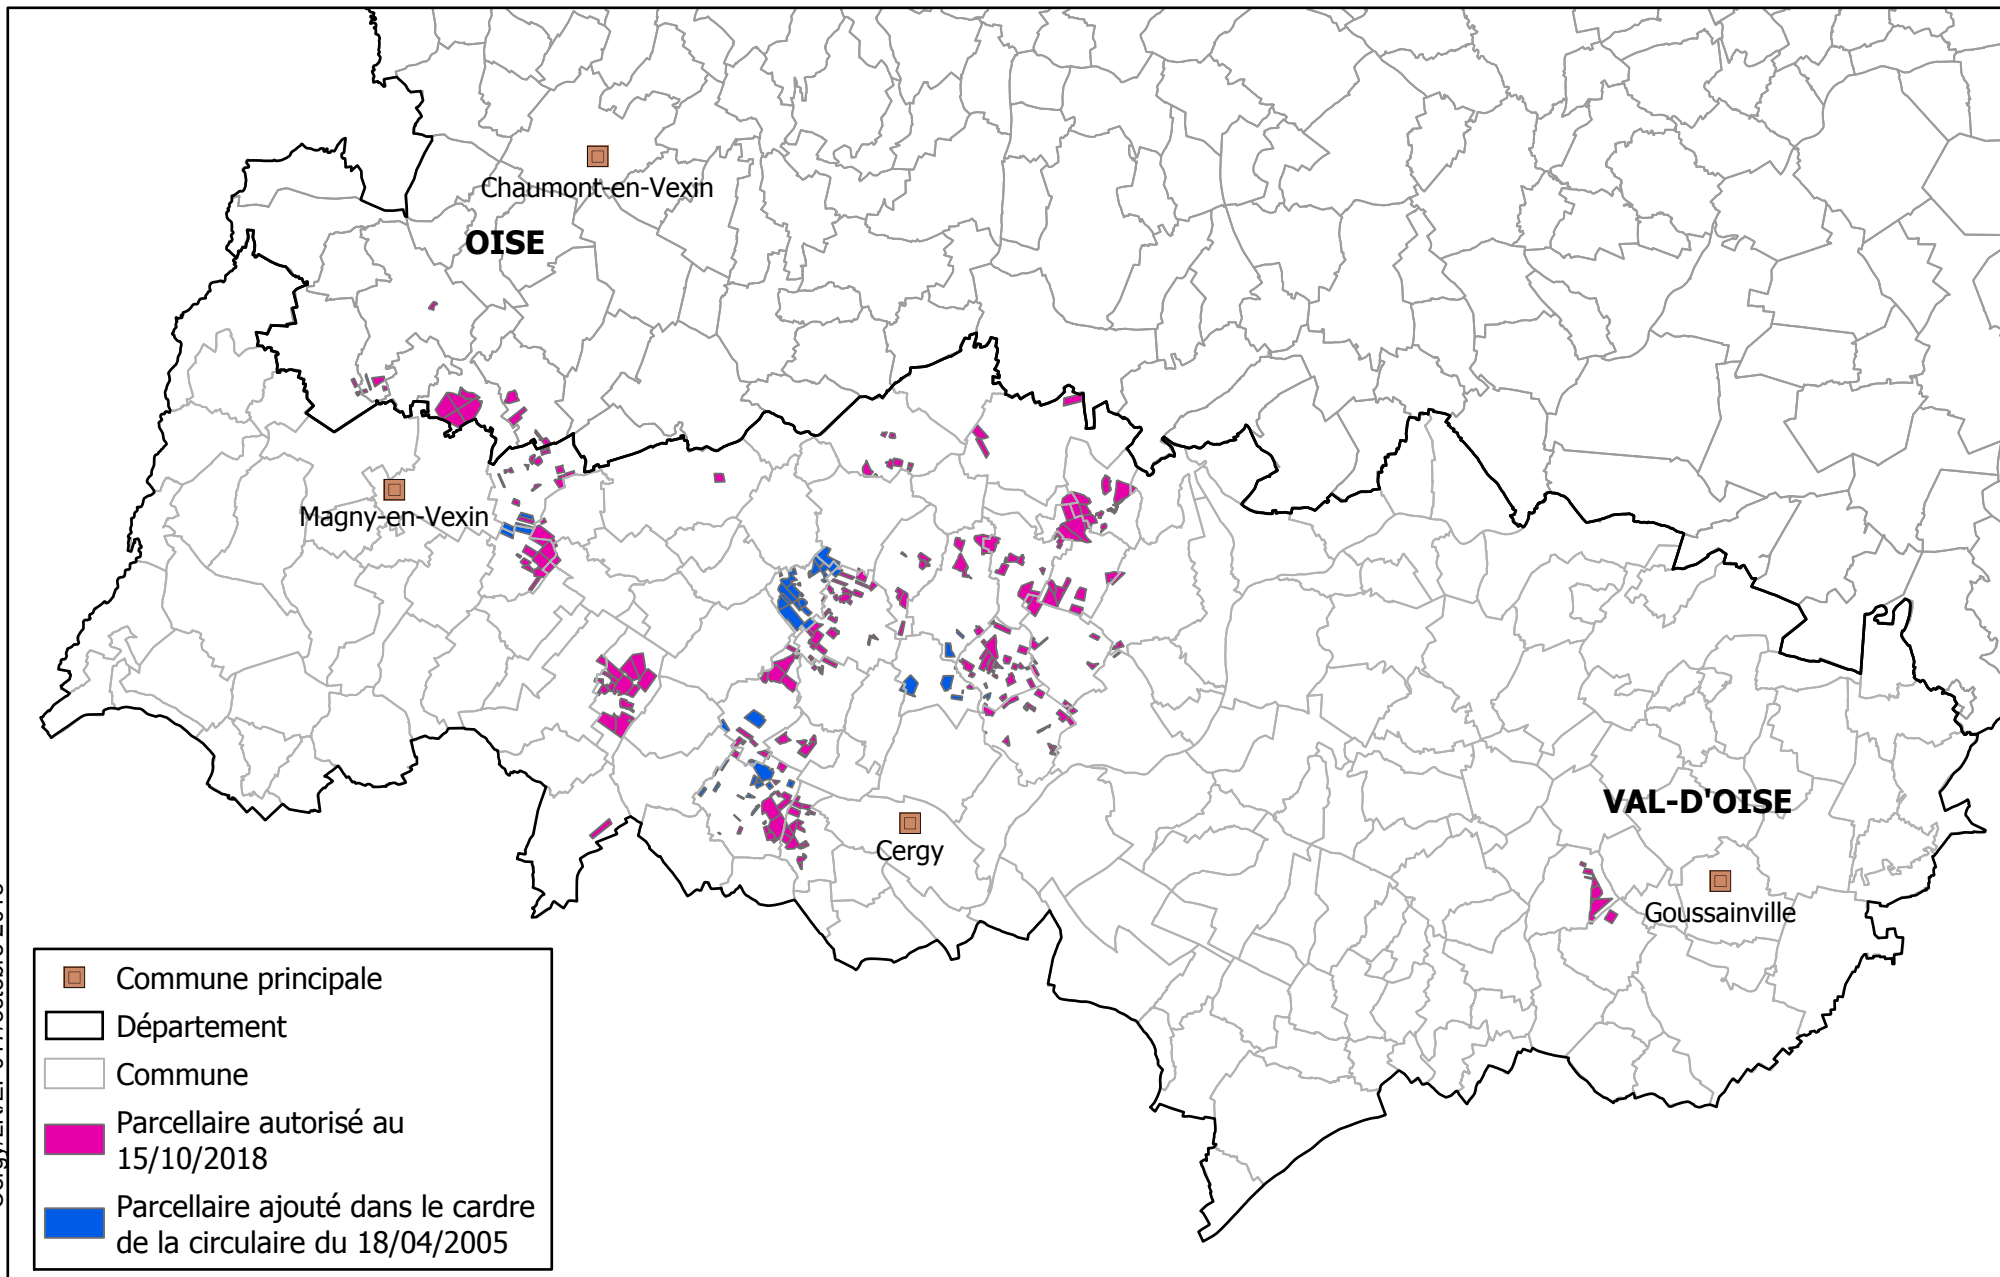 Chaumont-en-Vexin
OISE
Magny-en-Vexin
VAL-D'OISE
Cergy
Goussainville
Commune principale
Département
Commune
Parcellaire autorisé au
15/10/2018
Parcellaire ajouté dans le cardre
de la circulaire du 18/04/2005